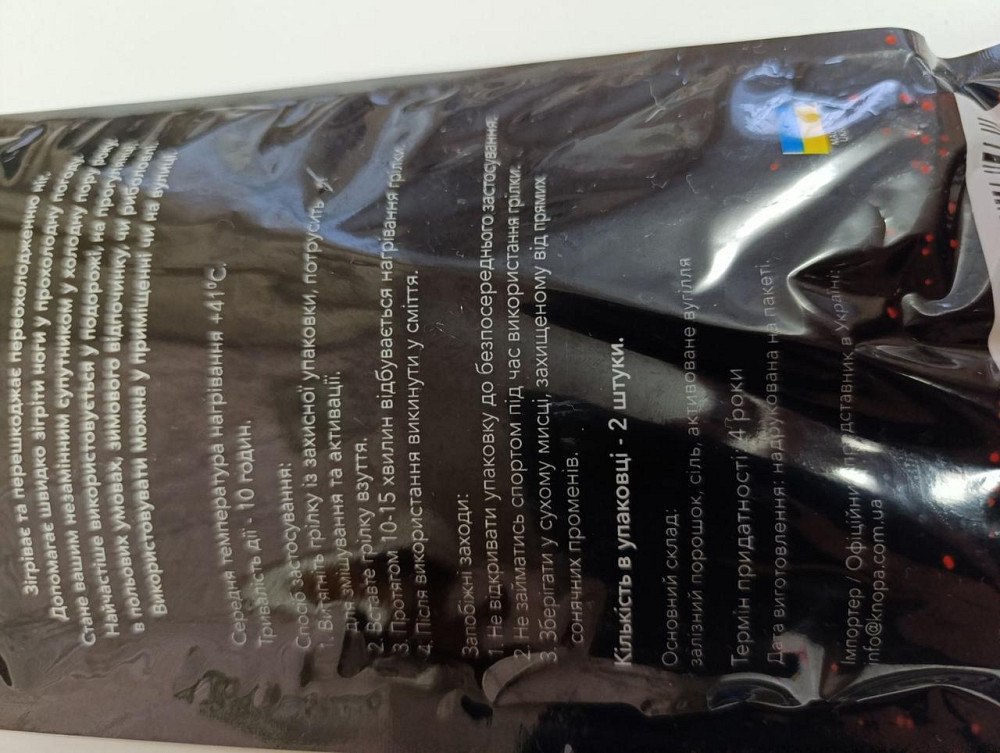 Зігріває та перешкоджає переохолодженню ніг.
Допомагає швидко зігріти ноги у прохолодну погоду.
Стане вашим незамінним супутником у холодну пору року.
Найчастіше використовується у подорожі, на прогулянці,
в польових умовах, зимового відпочинку, чи риболовлі.
Використовувати можна у приміщенні чи на вулиці.
Середня температура нагрівання +41°С.
Тривалість дії - 10 годин.
Спосіб застосування:
1. Витягніть грілку із захисної упаковки, потрусить
для змішування та активації.
2. Вставте грілку взуття.
3. Протягом 10-15 хвилин відбувається нагрівання грілки.
4. Після використання викинути у сміття.
Запобіжні заходи:
1. Не відкривати упаковку до безпосереднього застосування.
2. Не займатись спортом під час використання грілки.
3. Зберігати у сухому мисці, захищеному від прямих
сонячних променів.
Кількість в упаковці - 2 штуки.
Основний склад:
залізний порошок, сіль, активоване вугілля
Термін придатності: 4 роки
Дата виготовлення: надрукована на пакеті.
Імпортер / Офіційний представник в Україні:
info@knopa.com.ua